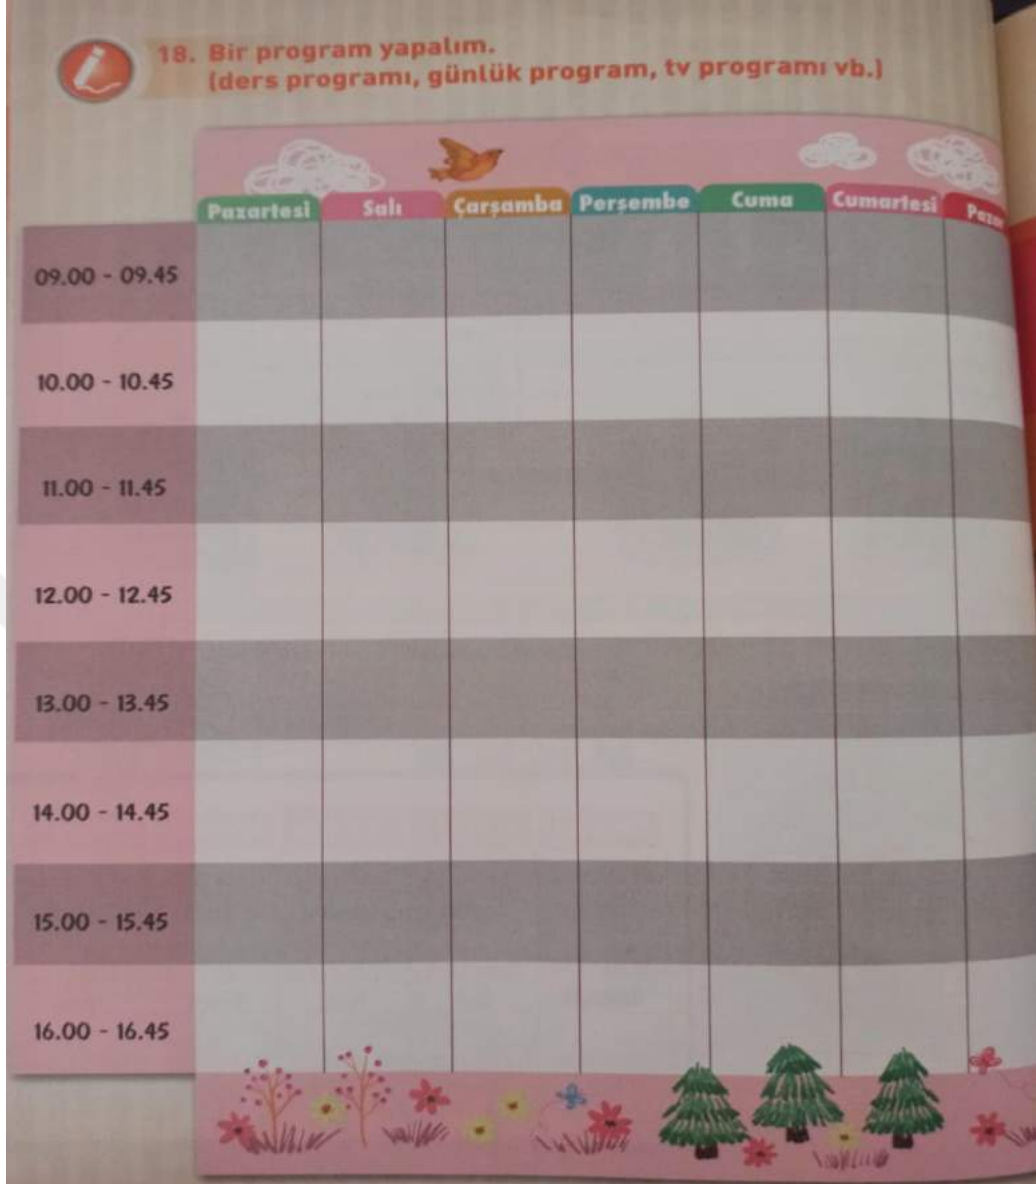 18. Bir program yapalım.
(ders programı, günlük program, tv programı vb.)
Pazartesi Salı Çarşamba Perşembe Cuma Cumartesi Pazar
09.00 - 09.45
10.00 - 10.45
11.00 - 11.45
12.00 - 12.45
13.00 - 13.45
14.00 - 14.45
15.00 - 15.45
16.00 - 16.45